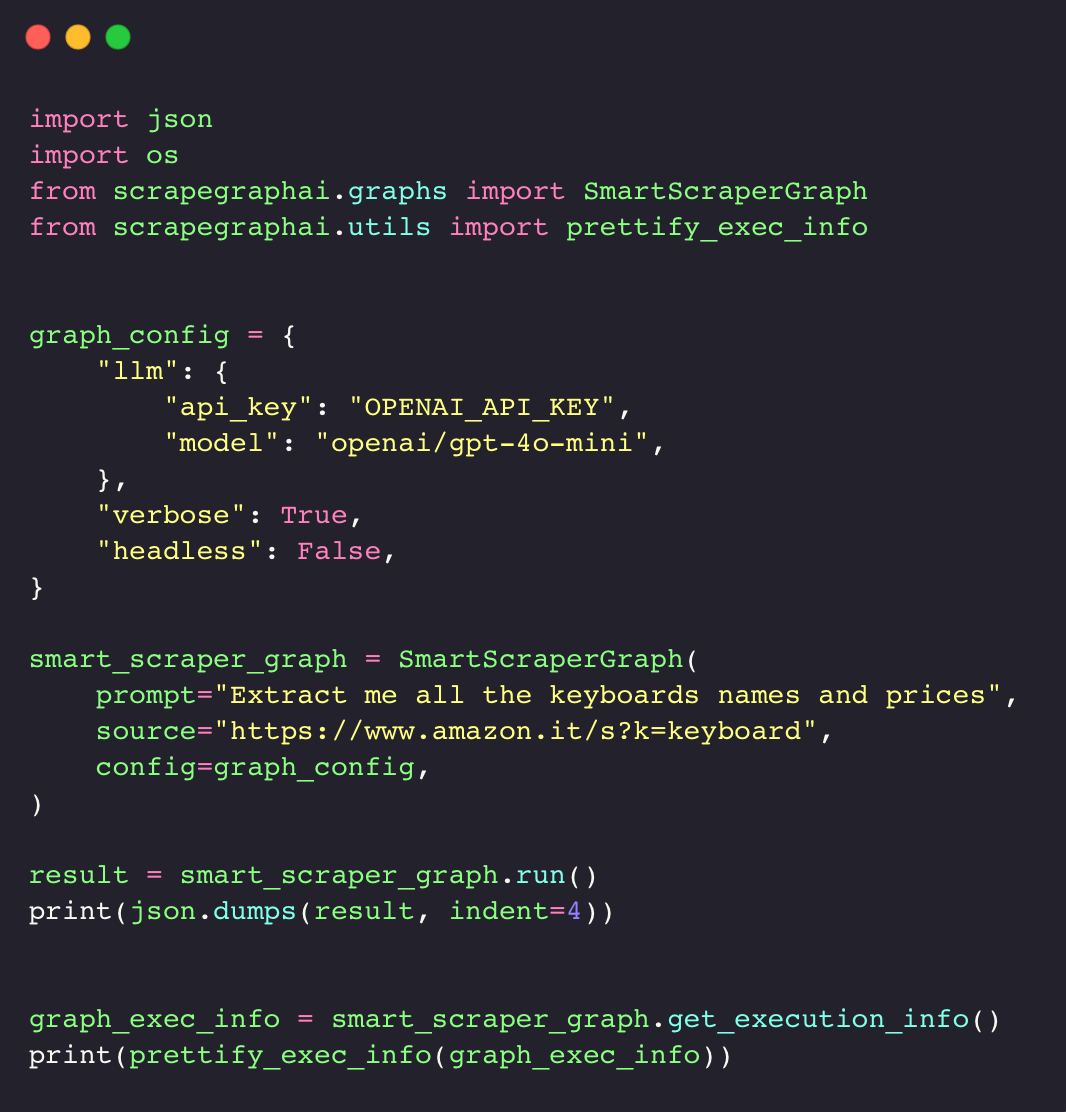 import json
import os
from scrapegraphai.graphs import SmartScraperGraph
from scrapegraphai.utils import prettify_exec_info
graph_config = {
    "llm": {
        "api_key": "OPENAI_API_KEY",
        "model": "openai/gpt-4o-mini",
    },
    "verbose": True,
    "headless": False,
}
smart_scraper_graph = SmartScraperGraph(
    prompt="Extract me all the keyboards names and prices",
    source="https://www.amazon.it/s?k=keyboard",
    config=graph_config,
)
result = smart_scraper_graph.run()
print(json.dumps(result, indent=4))
graph_exec_info = smart_scraper_graph.get_execution_info()
print(prettify_exec_info(graph_exec_info))